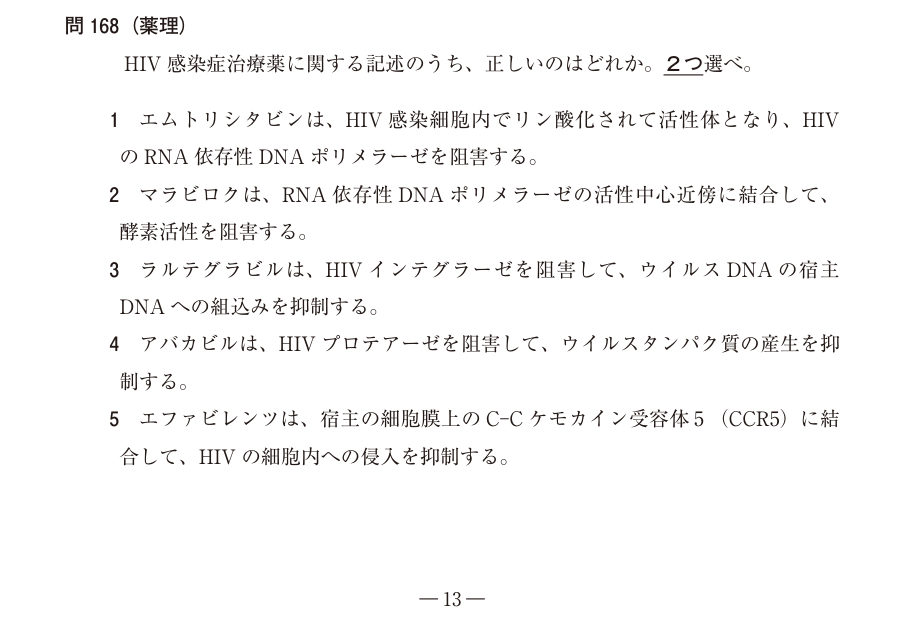 問 168（薬理）
HIV 感染症治療薬に関する記述のうち、正しいのはどれか。２つ選べ。
1　エムトリシタビンは、HIV 感染細胞内でリン酸化されて活性体となり、HIV
の RNA 依存性 DNA ポリメラーゼを阻害する。
2　マラビロクは、RNA 依存性 DNA ポリメラーゼの活性中心近傍に結合して、
酵素活性を阻害する。
3　ラルテグラビルは、HIV インテグラーゼを阻害して、ウイルス DNA の宿主
DNA への組込みを抑制する。
4　アバカビルは、HIV プロテアーゼを阻害して、ウイルスタンパク質の産生を抑
制する。
5　エファビレンツは、宿主の細胞膜上の C-C ケモカイン受容体 5 （CCR5）に結
合して、HIV の細胞内への侵入を抑制する。
— 13 —